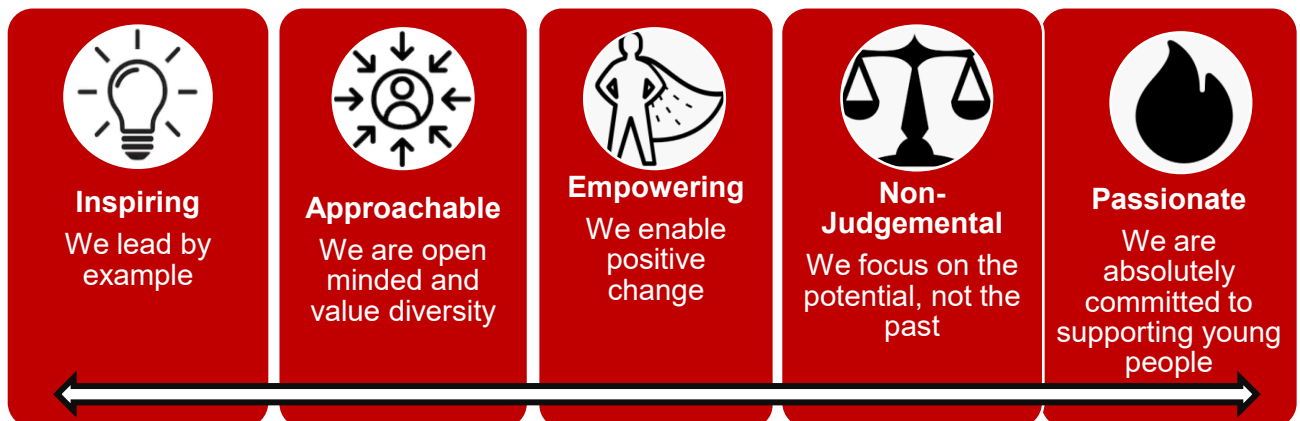 Inspiring
We lead by
example
Approachable
We are open
minded and
value diversity
Empowering
We enable
positive
change
Non-
Judgemental
We focus on the
potential, not the
past
Passionate
We are
absolutely
committed to
supporting young
people